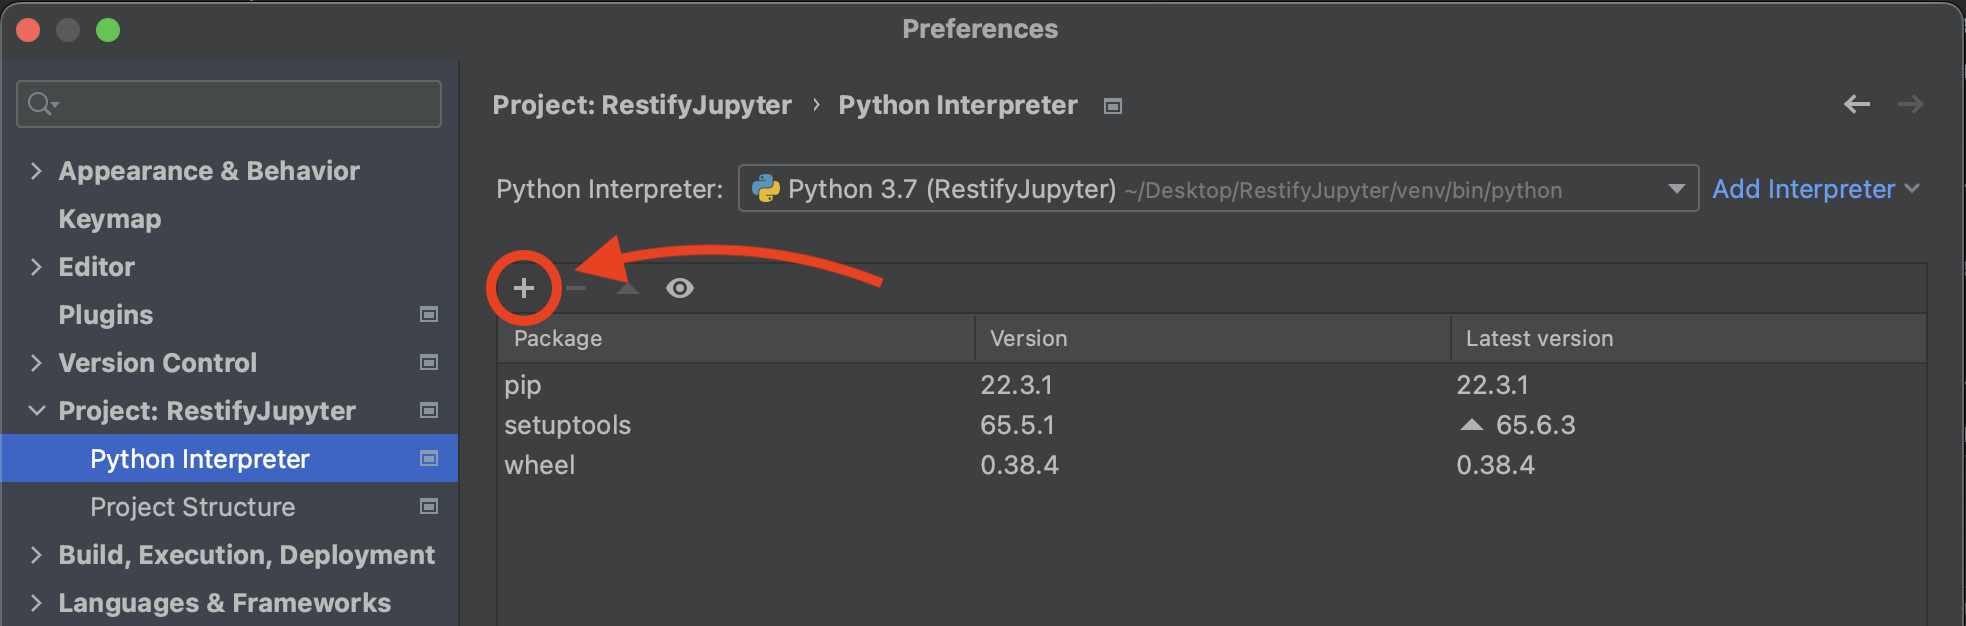 Preferences
Appearance & Behavior
Keymap
Editor
Plugins
Version Control
Project: RestifyJupyter
Python Interpreter
Project Structure
Build, Execution, Deployment
Languages & Frameworks
Project: RestifyJupyter › Python Interpreter
Python Interpreter: Python 3.7 (RestifyJupyter) ~/Desktop/RestifyJupyter/venv/bin/python Add Interpreter
Package Version Latest version
pip 22.3.1 22.3.1
setuptools 65.5.1 65.6.3
wheel 0.38.4 0.38.4